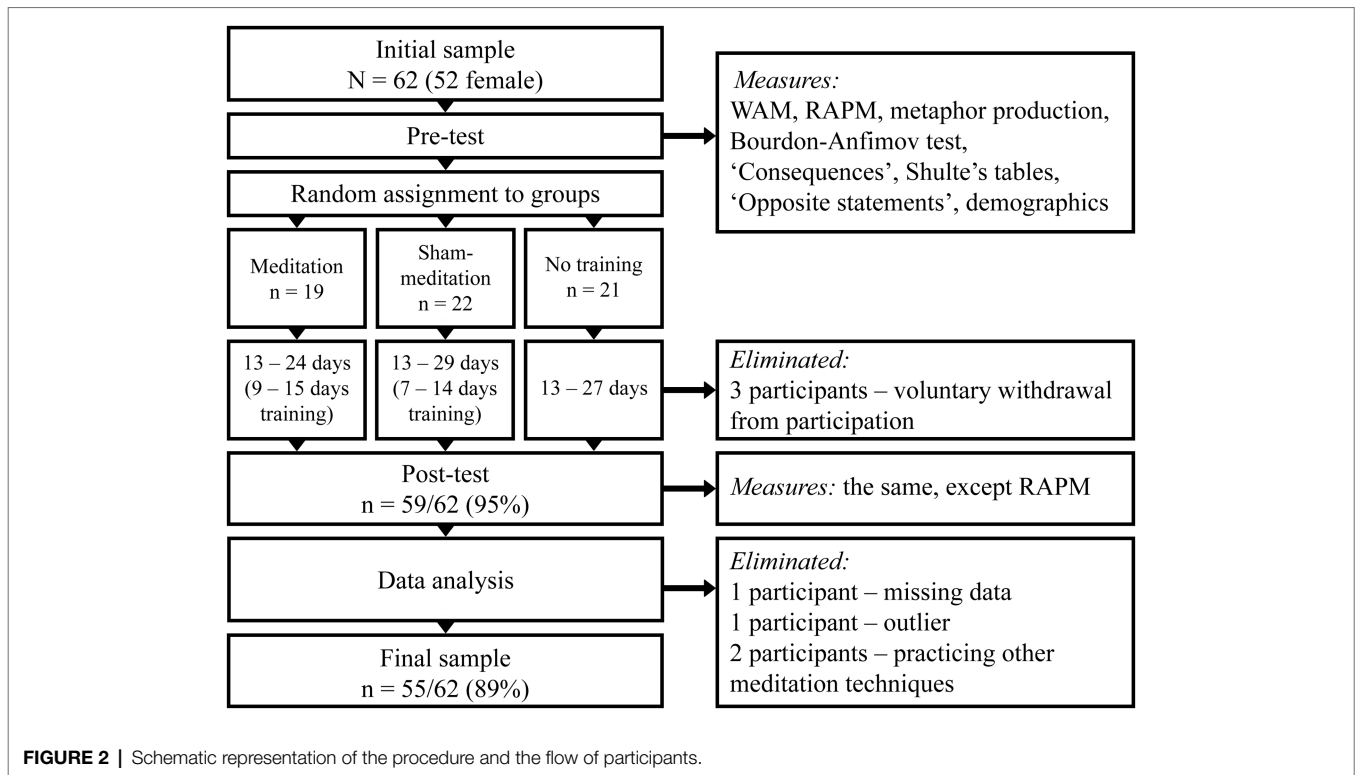 Initial sample
N = 62 (52 female)
Pre-test
Measures:
WAM, RAPM, metaphor production,
Bourdon-Anfimov test,
‘Consequences’, Shulte’s tables,
‘Opposite statements’, demographics
Random assignment to groups
Meditation
n = 19
Sham-
meditation
n = 22
No training
n = 21
13 – 24 days
(9 – 15 days
training)
13 – 29 days
(7 – 14 days
training)
13 – 27 days
Eliminated:
3 participants – voluntary withdrawal
from participation
Post-test
n = 59/62 (95%)
Measures: the same, except RAPM
Data analysis
Eliminated:
1 participant – missing data
1 participant – outlier
2 participants – practicing other
meditation techniques
Final sample
n = 55/62 (89%)
FIGURE 2 | Schematic representation of the procedure and the flow of participants.